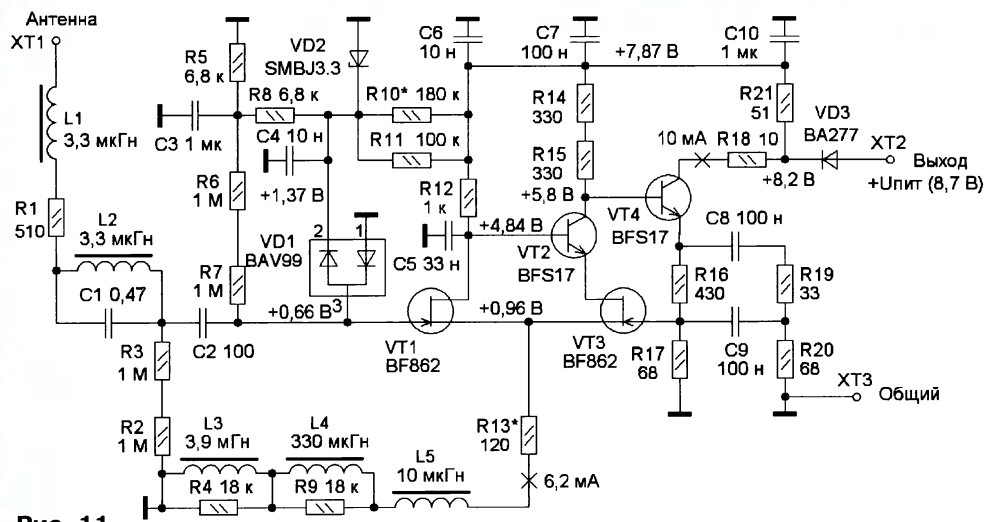 Антенна
XT1
L1
3,3 мкГн
R1
510
L2
3,3 мкГн
C1 0,47
R3
1 М
R2
1 М
C2 100
R5
6,8 к
C3 1 мк
R8 6,8 к
C4 10 н
+1,37 В
R6
1 М
R7
1 М
VD2
SMBJ3.3
R10* 180 к
R11 100 к
2
1
VD1
BAV99
3
+0,66 В
C6
10 н
R12
1 к
C5 33 н
+4,84 В
VT1
BF862
+0,96 В
C7
100 н
+7,87 В
R14
330
R15
330
+5,8 В
VT2
BFS17
VT3
BF862
C10
1 мк
R21
51
10 мА
R18 10
+8,2 В
VD3
BA277
XT2
Выход
+Uпит (8,7 В)
VT4
BFS17
C8 100 н
R16
430
R19
33
C9
100 н
R17
68
R20
68
XT3
Общий
R13*
120
6,2 мА
L3
3,9 мГн
L4
330 мкГн
L5
10 мкГн
R4 18 к
R9 18 к
Рис. 11